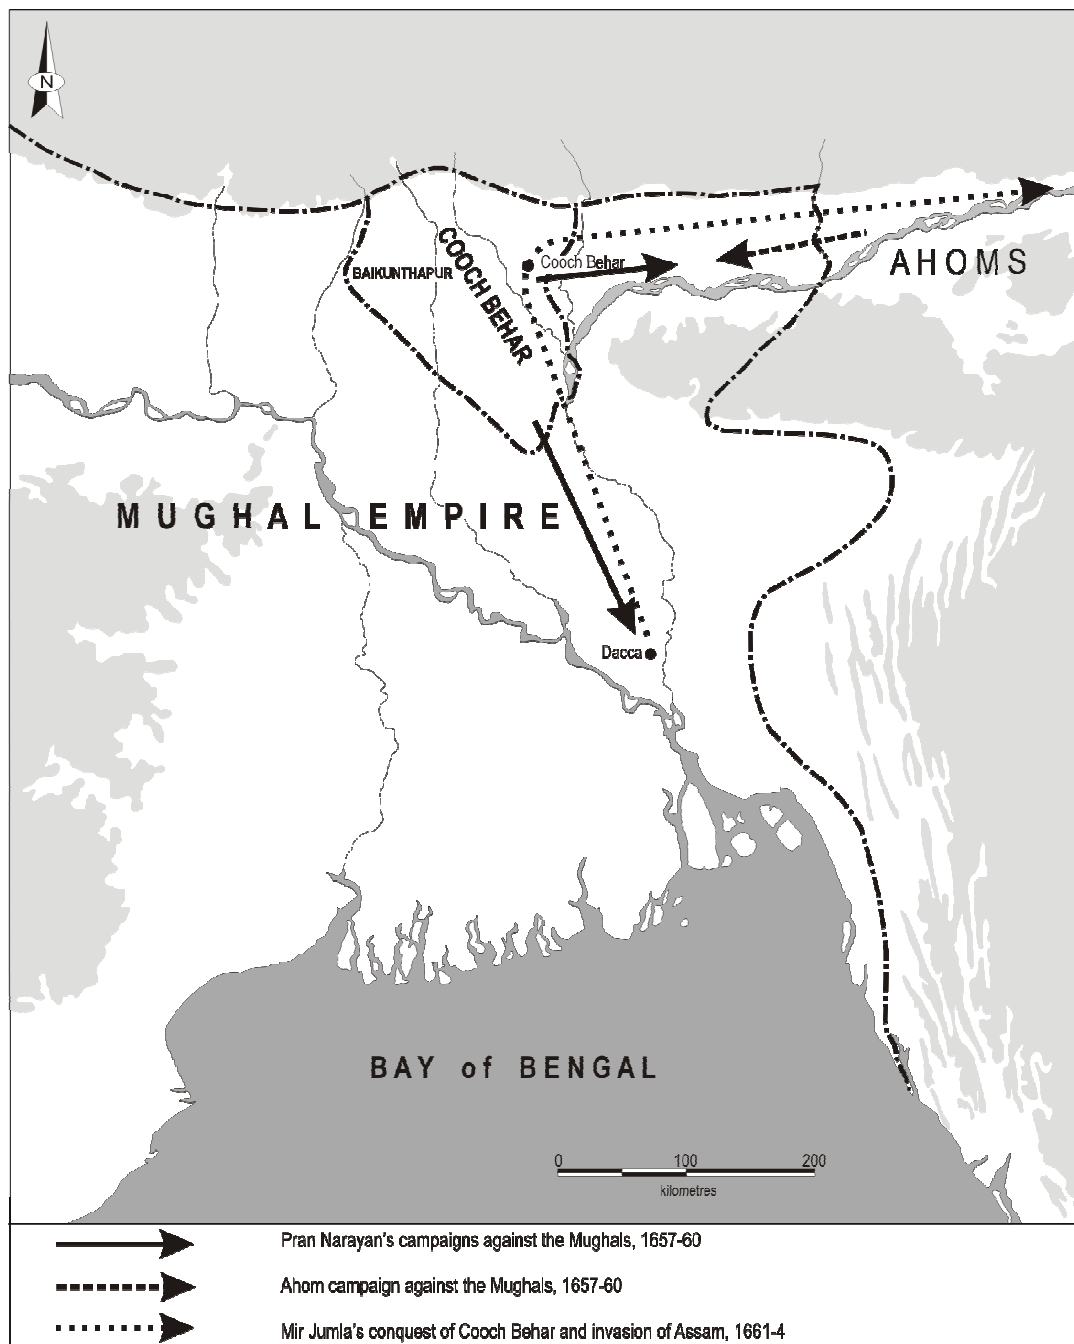 N
COOCH BEHAR
Cooch Behar
BAIKUNTHAPUR
AHOMS
MUGHAL EMPIRE
Dacca
BAY of BENGAL
0 100 200
kilometres
Pran Narayan's campaigns against the Mughals, 1657-60
Ahom campaign against the Mughals, 1657-60
Mir Jumla's conquest of Cooch Behar and invasion of Assam, 1661-4